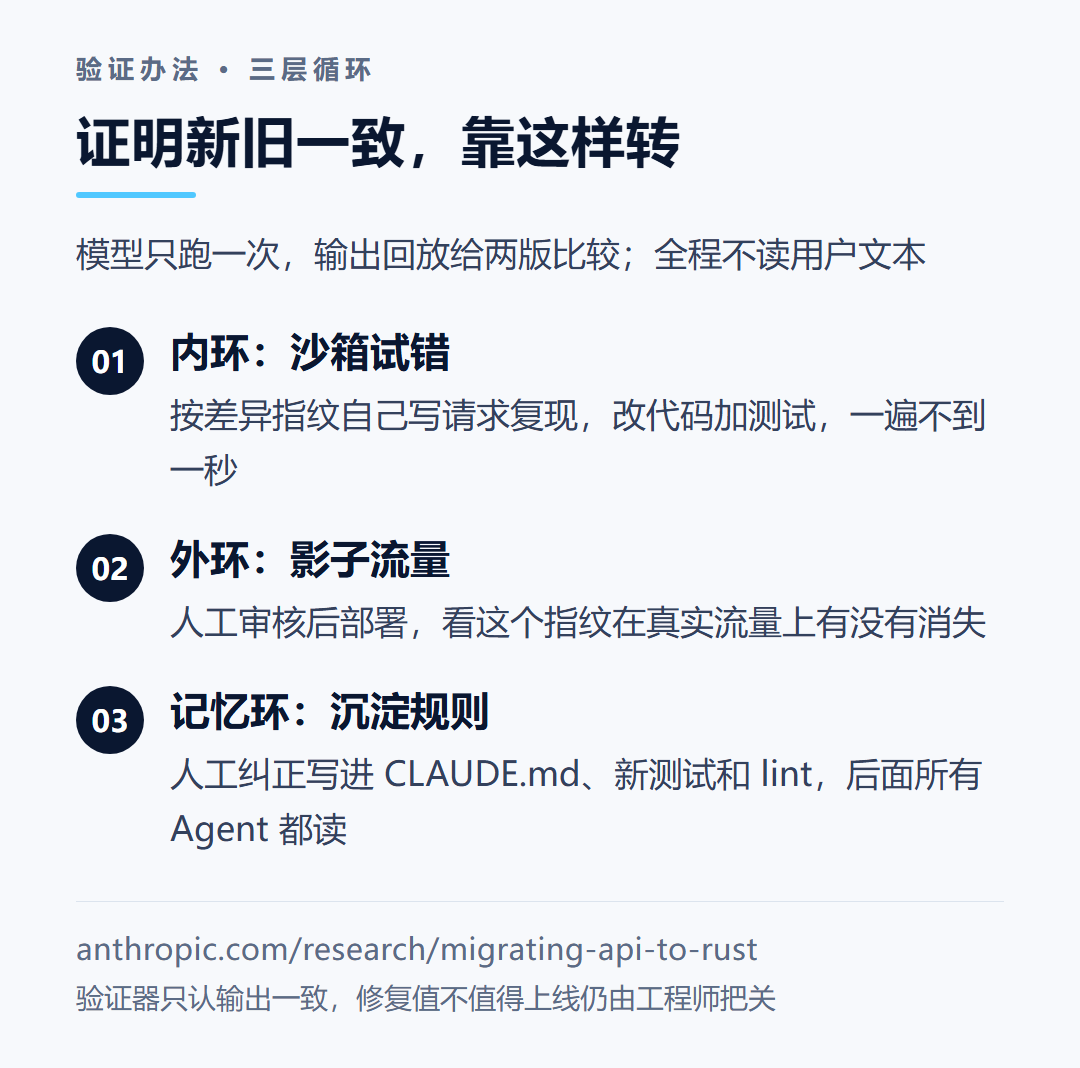 验证办法 · 三层循环
证明新旧一致，靠这样转
模型只跑一次，输出回放给两版比较；全程不读用户文本
01
内环：沙箱试错
按差异指纹自己写请求复现，改代码加测试，一遍不到
一秒
02
外环：影子流量
人工审核后部署，看这个指纹在真实流量上有没有消失
03
记忆环：沉淀规则
人工纠正写进 CLAUDE.md、新测试和 lint，后面所有
Agent 都读
anthropic.com/research/migrating-api-to-rust
验证器只认输出一致，修复值不值得上线仍由工程师把关